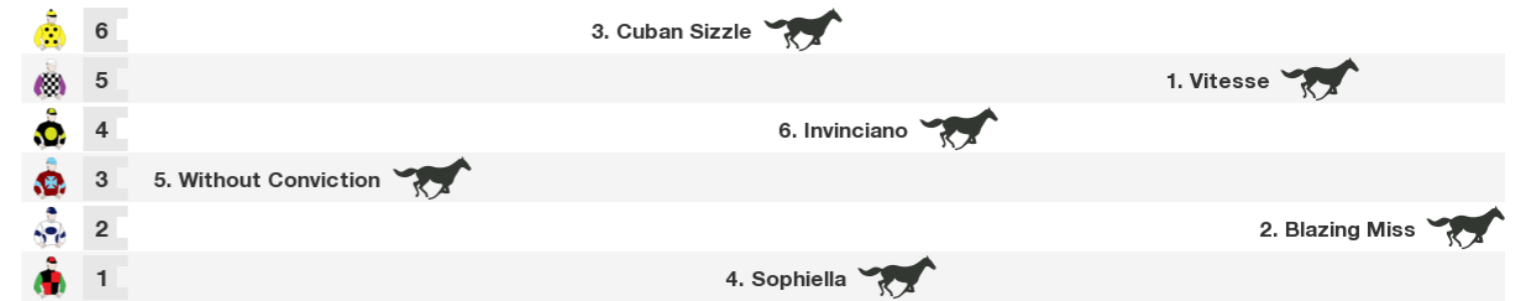 6 3. Cuban Sizzle
5 1. Vitesse
4 6. Invinciano
3 5. Without Conviction
2 2. Blazing Miss
1 4. Sophiella